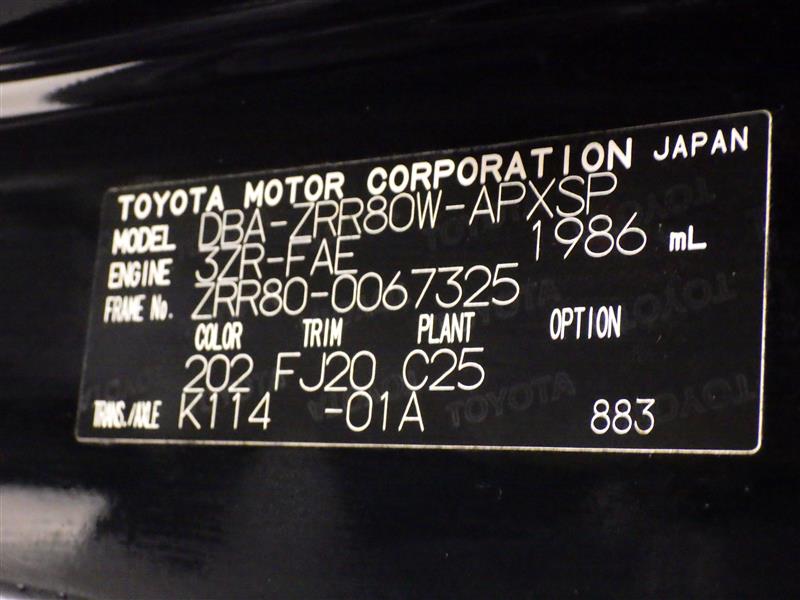 TOYOTA MOTOR CORPORATION JAPAN
MODEL DBA-ZRR80W-APXSP
ENGINE 3ZR-FAE 1986 mL
FRAME No. ZRR80-0067325
COLOR TRIM PLANT OPTION
202 FJ20 C25
TRANS./AXLE K114 -01A 883